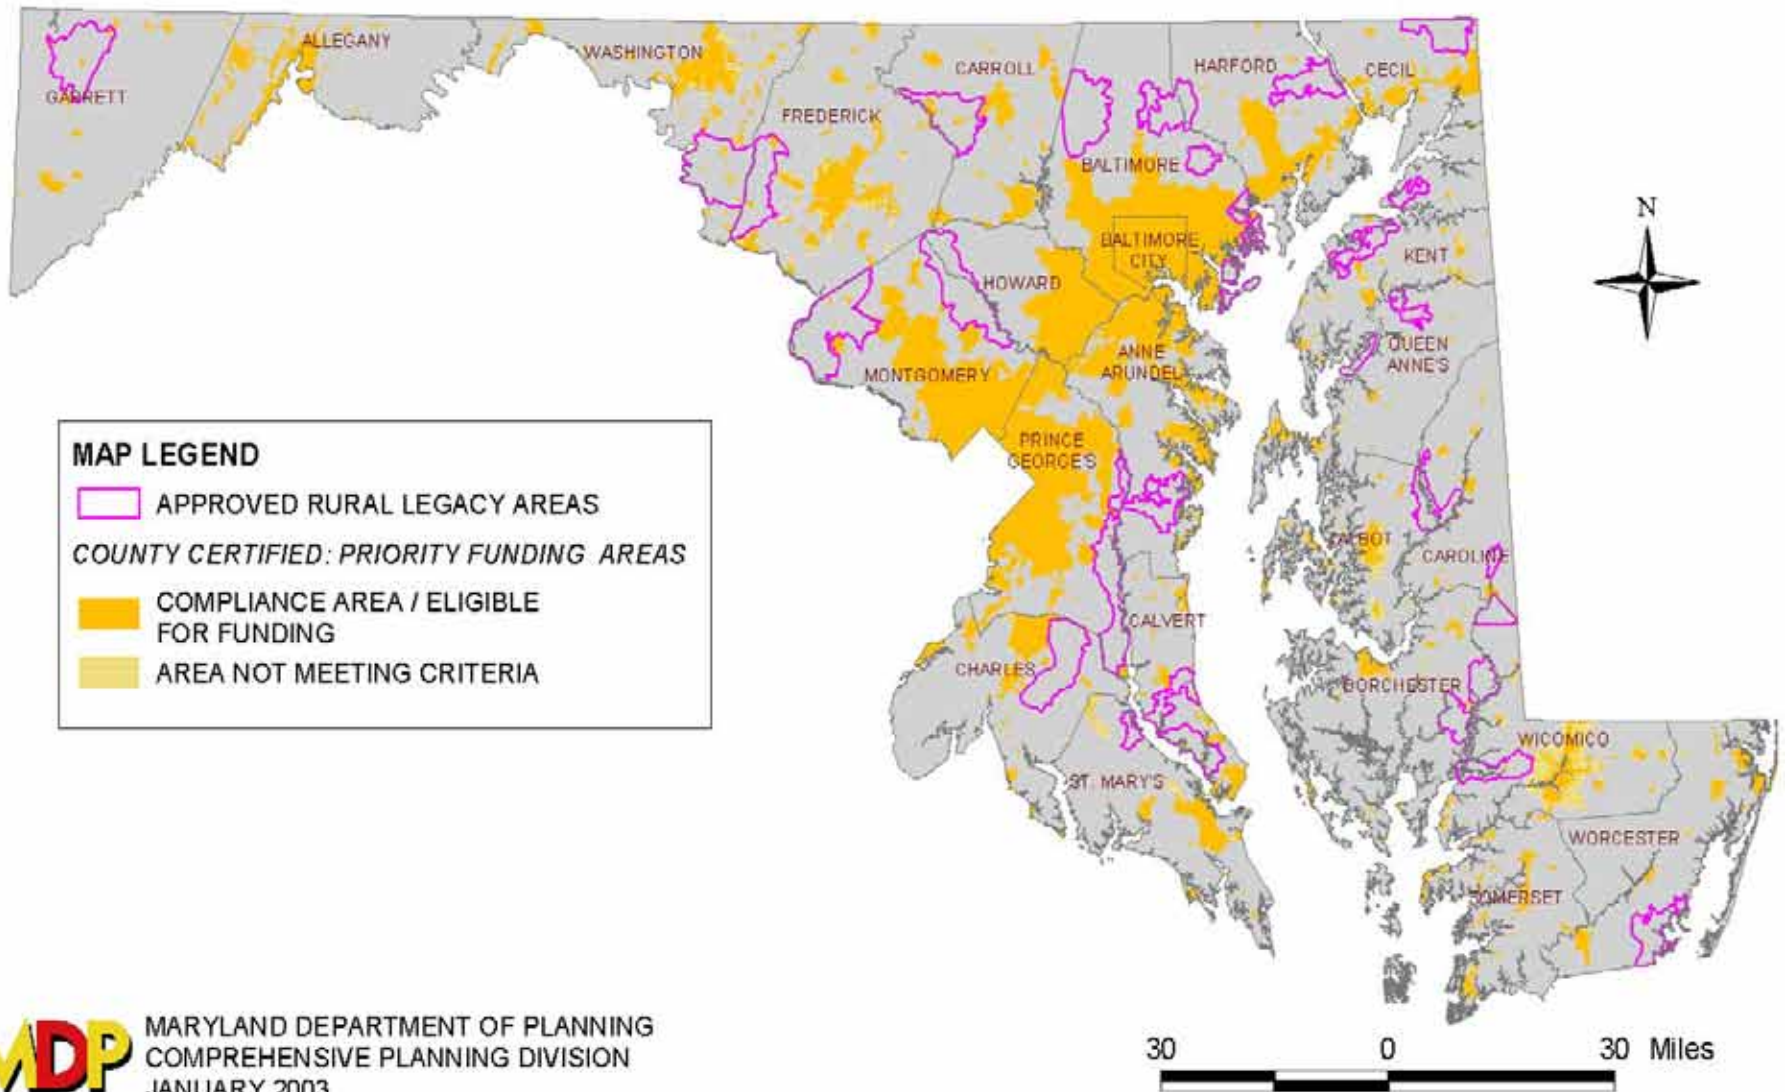 ALLEGANY
WASHINGTON
GARRETT
FREDERICK
CARROLL
HARFORD
CECIL
BALTIMORE
BALTIMORE
CITY
HOWARD
KENT
QUEEN
ANNE'S
ANNE
ARUNDEL
MONTGOMERY
PRINCE
GEORGE'S
TALBOT
CAROLINE
CALVERT
CHARLES
DORCHESTER
WICOMICO
ST. MARY'S
WORCESTER
SOMERSET
N
MAP LEGEND
APPROVED RURAL LEGACY AREAS
COUNTY CERTIFIED: PRIORITY FUNDING AREAS
COMPLIANCE AREA / ELIGIBLE
FOR FUNDING
AREA NOT MEETING CRITERIA
MDP
MARYLAND DEPARTMENT OF PLANNING
COMPREHENSIVE PLANNING DIVISION
JANUARY 2003
30 0 30 Miles